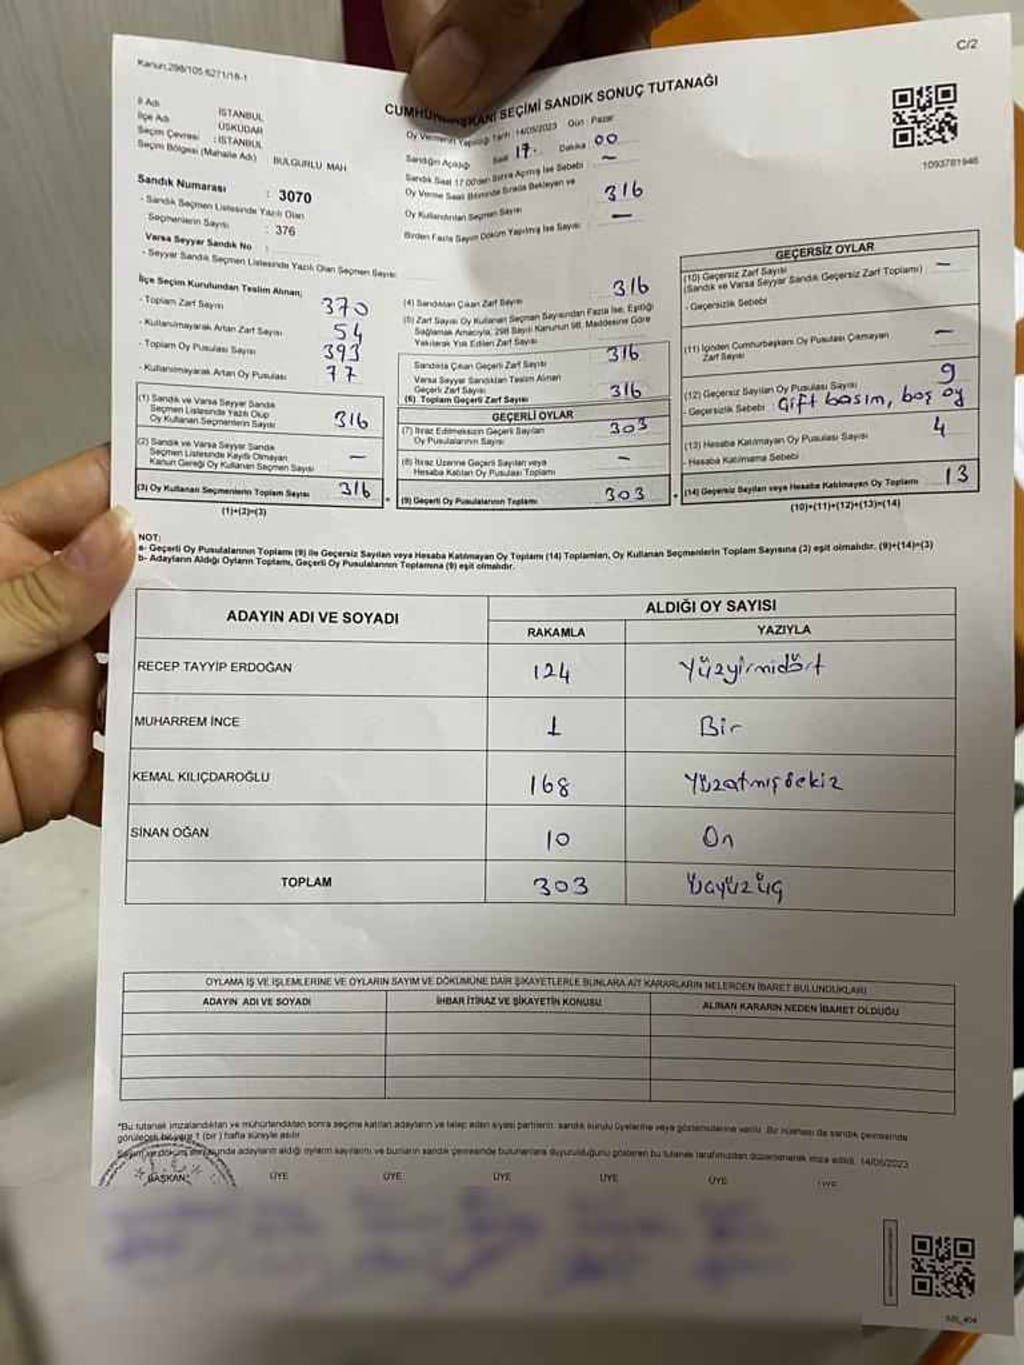 C/2
Kanun:298/105.6271/18-1
CUMHURBAŞKANI SEÇİMİ SANDIK SONUÇ TUTANAĞI
1093781946
İl Adı İSTANBUL
İlçe Adı ÜSKÜDAR
Seçim Çevresi : İSTANBUL
Seçim Bölgesi (Mahalle Adı) BULGURLU MAH
Sandık Numarası : 3070
- Sandık Seçmen Listesinde Yazılı Olan
Seçmenlerin Sayısı : 376
Varsa Seyyar Sandık No :
- Seyyar Sandık Seçmen Listesinde Yazılı Olan Seçmen Sayısı
Oy Vermenin Yapıldığı Tarih : 14/05/2023 Gün : Pazar
Sandığın Açıldığı Saat 17. Dakika 00
Sandık Saat 17.00'den Sonra Açılmış İse Sebebi –
Oy Verme Saati Bitiminde Sırada Bekleyen ve
Oy Kullandırılan Seçmen Sayısı 316
Birden Fazla Sayım Döküm Yapılmış İse Sayısı –
İlçe Seçim Kurulundan Teslim Alınan;
- Toplam Zarf Sayısı 370
- Kullanılmayarak Artan Zarf Sayısı 54
- Toplam Oy Pusulası Sayısı 393
- Kullanılmayarak Artan Oy Pusulası 77
(1) Sandık ve Varsa Seyyar Sandık
Seçmen Listesinde Yazılı Olup
Oy Kullanan Seçmenlerin Sayısı 316
(2) Sandık ve Varsa Seyyar Sandık
Seçmen Listesinde Kayıtlı Olmayan
Kanun Gereği Oy Kullanan Seçmen Sayısı –
(3) Oy Kullanan Seçmenlerin Toplam Sayısı 316
(1)+(2)=(3)
(4) Sandıktan Çıkan Zarf Sayısı 316
(5) Zarf Sayısı Oy Kullanan Seçmen Sayısından Fazla İse, Eşitliği
Sağlamak Amacıyla, 298 Sayılı Kanunun 98. Maddesine Göre
Yakılarak Yok Edilen Zarf Sayısı
Sandıkta Çıkan Geçerli Zarf Sayısı 316
Varsa Seyyar Sandıktan Teslim Alınan
Geçerli Zarf Sayısı
(6) Toplam Geçerli Zarf Sayısı 316
GEÇERLİ OYLAR
(7) İtiraz Edilmeksizin Geçerli Sayılan
Oy Pusulalarının Sayısı 303
(8) İtiraz Üzerine Geçerli Sayılan veya
Hesaba Katılan Oy Pusulası Toplamı –
(9) Geçerli Oy Pusulalarının Toplamı 303
GEÇERSİZ OYLAR
(10) Geçersiz Zarf Sayısı –
(Sandık ve Varsa Seyyar Sandık Geçersiz Zarf Toplamı)
- Geçersizlik Sebebi
(11) İçinden Cumhurbaşkanı Oy Pusulası Çıkmayan
Zarf Sayısı –
(12) Geçersiz Sayılan Oy Pusulası Sayısı 9
- Geçersizlik Sebebi : Çift basım, boş oy
(13) Hesaba Katılmayan Oy Pusulası Sayısı 4
- Hesaba Katılmama Sebebi
(14) Geçersiz Sayılan veya Hesaba Katılmayan Oy Toplamı 13
(10)+(11)+(12)+(13)=(14)
NOT:
a- Geçerli Oy Pusulalarının Toplamı (9) ile Geçersiz Sayılan veya Hesaba Katılmayan Oy Toplamı (14) Toplamları, Oy Kullanan Seçmenlerin Toplam Sayısına (3) eşit olmalıdır. (9)+(14)=(3)
b- Adayların Aldığı Oyların Toplamı, Geçerli Oy Pusulalarının Toplamına (9) eşit olmalıdır.
ADAYIN ADI VE SOYADI ALDIĞI OY SAYISI
RAKAMLA YAZIYLA
RECEP TAYYİP ERDOĞAN 124 Yüzyirmidört
MUHARREM İNCE 1 Bir
KEMAL KILIÇDAROĞLU 168 Yüzatmışsekiz
SİNAN OĞAN 10 On
TOPLAM 303 Üçyüzüç
OYLAMA İŞ VE İŞLEMLERİNE VE OYLARIN SAYIM VE DÖKÜMÜNE DAİR ŞİKAYETLERLE BUNLARA AİT KARARLARIN NELERDEN İBARET BULUNDUKLARI
ADAYIN ADI VE SOYADI İHBAR İTİRAZ VE ŞİKAYETİN KONUSU ALINAN KARARIN NEDEN İBARET OLDUĞU
*Bu tutanak imzalandıktan ve mühürlendikten sonra seçime katılan adayların ve talep eden siyasi partilerin, sandık kurulu üyelerine veya gözlemcilerine verilir. Bir nüshası da sandık çevresinde
görülecek bir yere 1 (bir) hafta süreyle asılır.
Sayım ve döküm sonucunda adayların aldığı oyların sayılarını ve bunların sandık çevresinde bulunanlara duyurulduğunu gösteren bu tutanak tarafımızdan düzenlenerek imza edildi. 14/05/2023
BAŞKAN ÜYE ÜYE ÜYE ÜYE ÜYE ÜYE